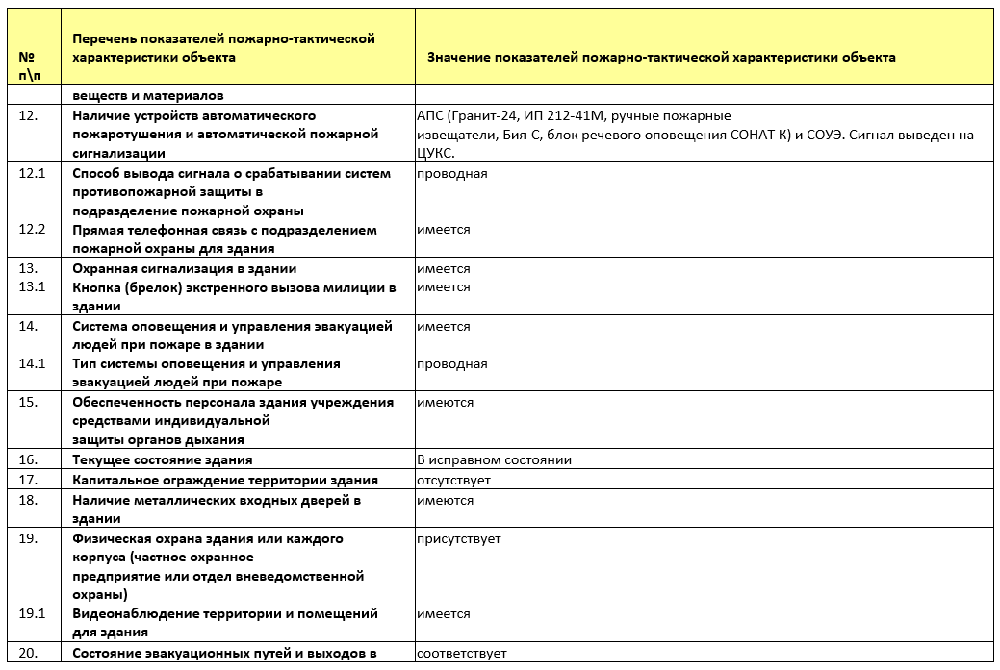 №
п\п
Перечень показателей пожарно-тактической
характеристики объекта
Значение показателей пожарно-тактической характеристики объекта
веществ и материалов
12.
Наличие устройств автоматического
пожаротушения и автоматической пожарной
сигнализации
АПС (Гранит-24, ИП 212-41М, ручные пожарные
извещатели, Бия-С, блок речевого оповещения СОНАТ К) и СОУЭ. Сигнал выведен на
ЦУКС.
12.1
Способ вывода сигнала о срабатывании систем
противопожарной защиты в
подразделение пожарной охраны
проводная
12.2
Прямая телефонная связь с подразделением
пожарной охраны для здания
имеется
13.
Охранная сигнализация в здании
имеется
13.1
Кнопка (брелок) экстренного вызова милиции в
здании
имеется
14.
Система оповещения и управления эвакуацией
людей при пожаре в здании
имеется
14.1
Тип системы оповещения и управления
эвакуацией людей при пожаре
проводная
15.
Обеспеченность персонала здания учреждения
средствами индивидуальной
защиты органов дыхания
имеются
16.
Текущее состояние здания
В исправном состоянии
17.
Капитальное ограждение территории здания
отсутствует
18.
Наличие металлических входных дверей в
здании
имеются
19.
Физическая охрана здания или каждого
корпуса (частное охранное
предприятие или отдел вневедомственной
охраны)
присутствует
19.1
Видеонаблюдение территории и помещений
для здания
имеется
20.
Состояние эвакуационных путей и выходов в
соответствует